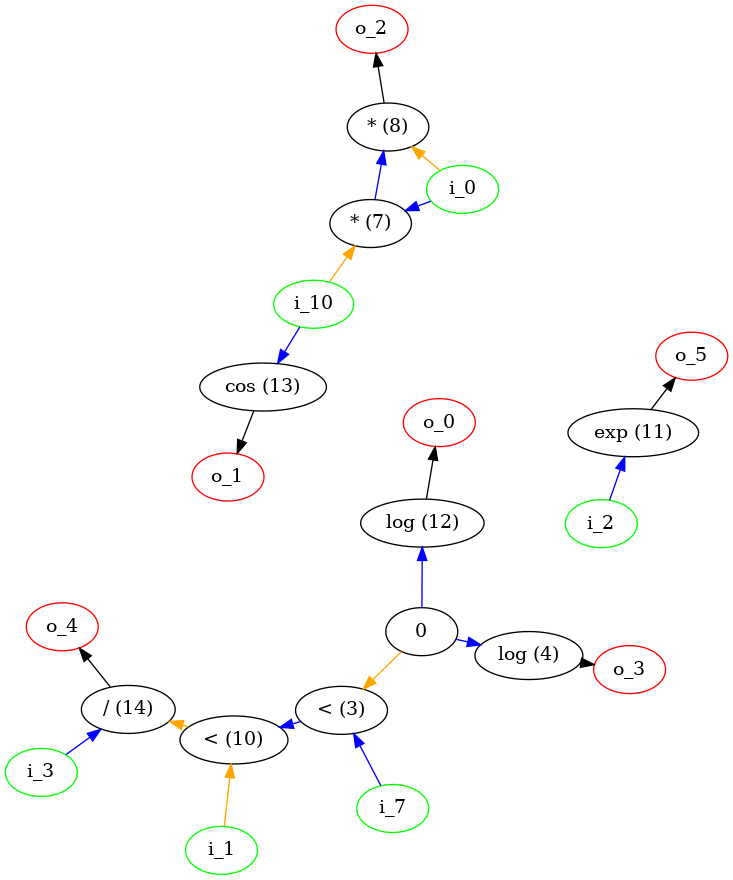 o_2
* (8)
i_0
* (7)
i_10
o_5
cos (13)
o_0
exp (11)
o_1
log (12)
i_2
o_4
0
log (4)
o_3
/ (14)
< (3)
< (10)
i_3
i_7
i_1